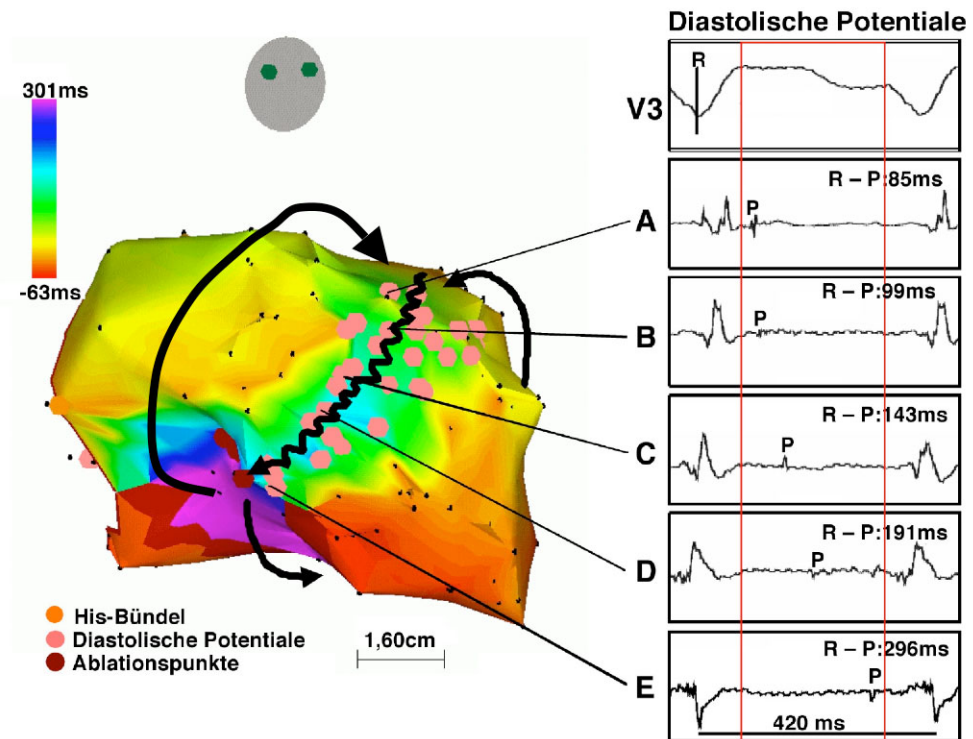 Diastolische Potentiale
301ms
-63ms
V3
R
A
R – P:85ms
P
B
R – P:99ms
P
C
R – P:143ms
P
D
R – P:191ms
P
E
R – P:296ms
P
420 ms
His-Bündel
Diastolische Potentiale
Ablationspunkte
1,60cm